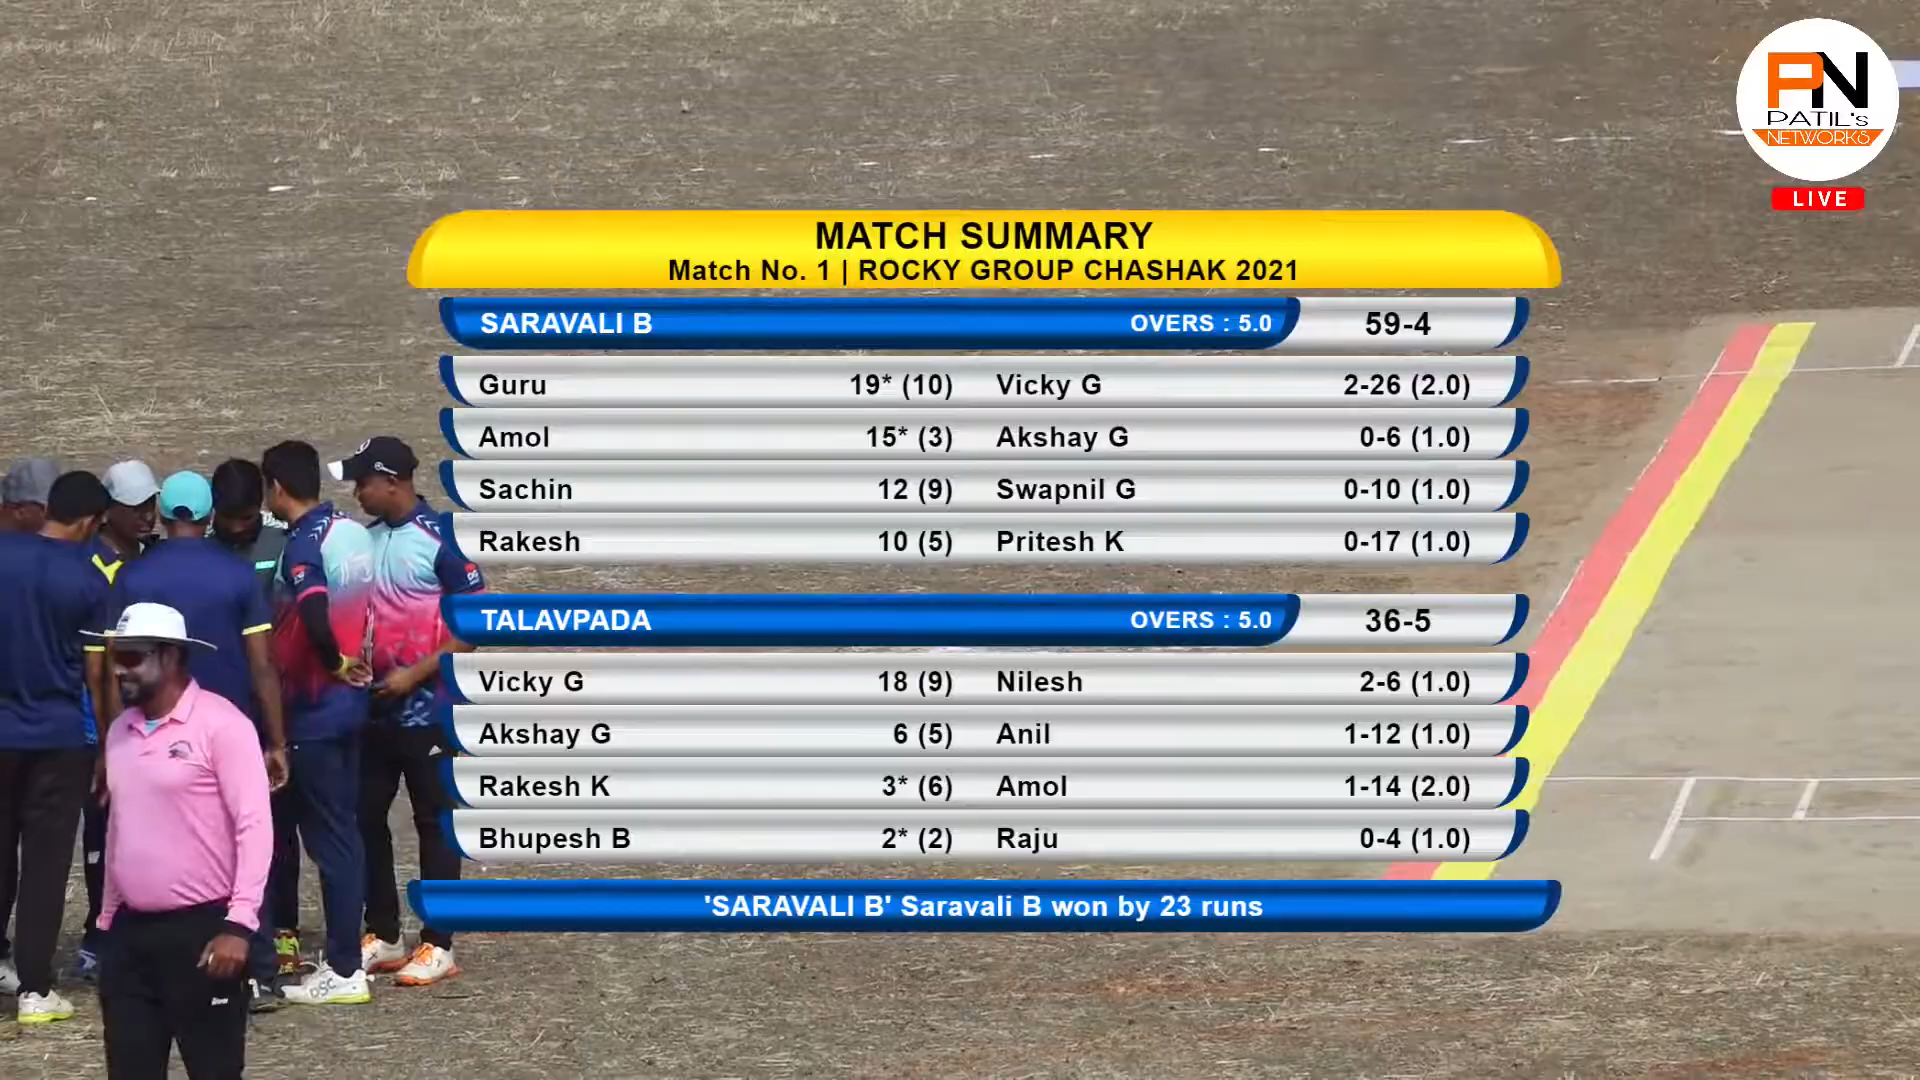 PN
PATIL's
NETWORKS
LIVE
MATCH SUMMARY
Match No. 1 | ROCKY GROUP CHASHAK 2021
SARAVALI B OVERS : 5.0 59-4
Guru 19* (10) Vicky G 2-26 (2.0)
Amol 15* (3) Akshay G 0-6 (1.0)
Sachin 12 (9) Swapnil G 0-10 (1.0)
Rakesh 10 (5) Pritesh K 0-17 (1.0)
TALAVPADA OVERS : 5.0 36-5
Vicky G 18 (9) Nilesh 2-6 (1.0)
Akshay G 6 (5) Anil 1-12 (1.0)
Rakesh K 3* (6) Amol 1-14 (2.0)
Bhupesh B 2* (2) Raju 0-4 (1.0)
'SARAVALI B' Saravali B won by 23 runs
DSC